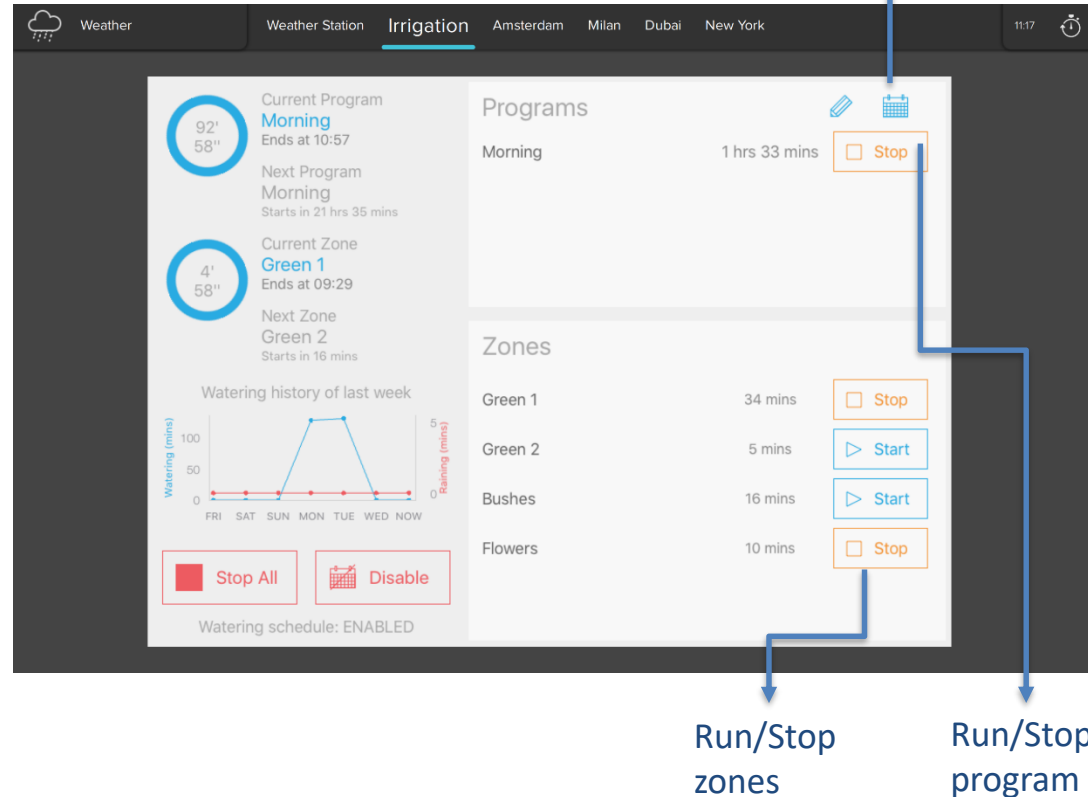 Weather
Weather Station Irrigation Amsterdam Milan Dubai New York
11:17
92'
58"
Current Program
Morning
Ends at 10:57
Next Program
Morning
Starts in 21 hrs 35 mins
4'
58"
Current Zone
Green 1
Ends at 09:29
Next Zone
Green 2
Starts in 16 mins
Watering history of last week
Watering (mins)
100
50
0
5
0
Raining (mins)
FRI SAT SUN MON TUE WED NOW
Stop All
Disable
Watering schedule: ENABLED
Programs
Morning 1 hrs 33 mins Stop
Zones
Green 1 34 mins Stop
Green 2 5 mins Start
Bushes 16 mins Start
Flowers 10 mins Stop
Run/Stop
zones
Run/Stop
program